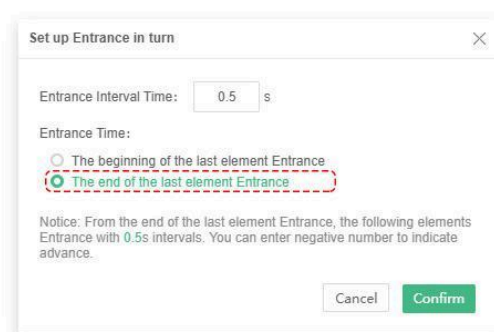 Set up Entrance in turn
Entrance Interval Time: 0.5 s
Entrance Time:
The beginning of the last element Entrance
The end of the last element Entrance
Notice: From the end of the last element Entrance, the following elements
Entrance with 0.5s intervals. You can enter negative number to indicate
advance.
Cancel Confirm